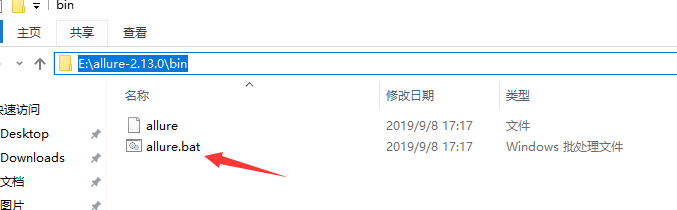 bin
主页 共享 查看
E:\allure-2.13.0\bin
名称 修改日期 类型
快速访问
Desktop
Downloads
文档
图片
allure 2019/9/8 17:17 文件
allure.bat 2019/9/8 17:17 Windows 批处理文件